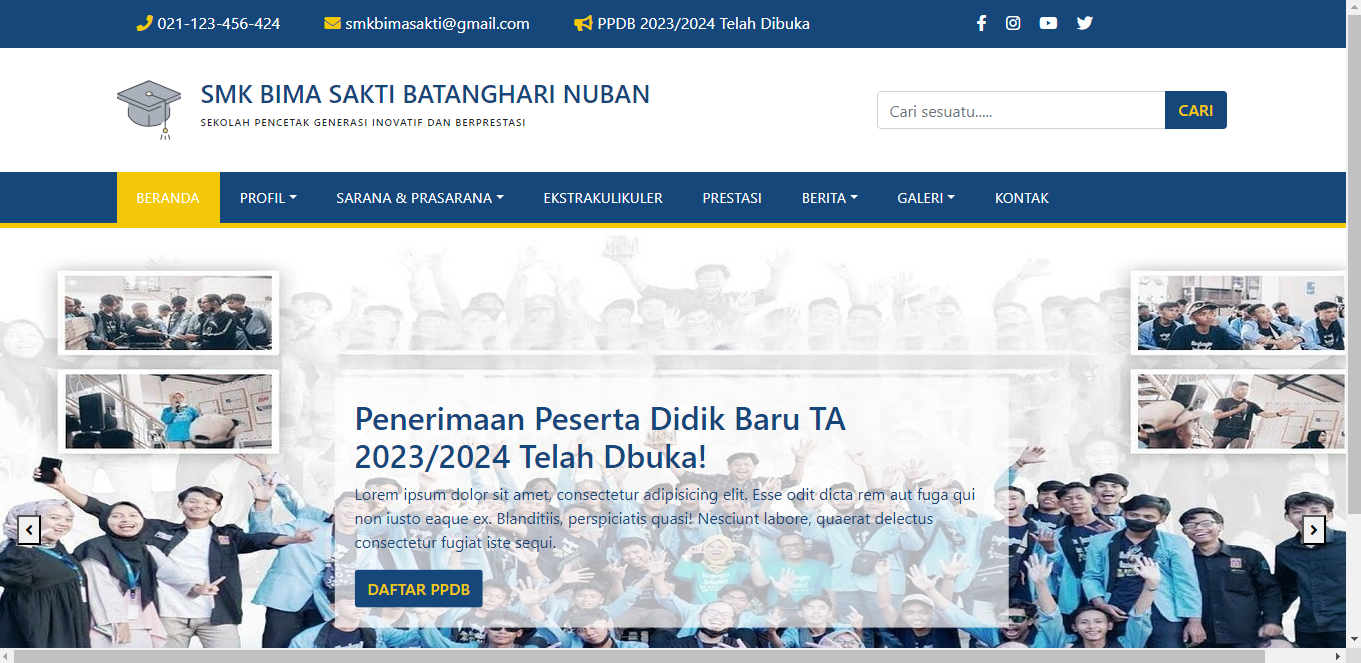 021-123-456-424
smkbimasakti@gmail.com
PPDB 2023/2024 Telah Dibuka
SMK BIMA SAKTI BATANGHARI NUBAN
SEKOLAH PENCETAK GENERASI INOVATIF DAN BERPRESTASI
Cari sesuatu.....
CARI
BERANDA
PROFIL
SARANA & PRASARANA
EKSTRAKULIKULER
PRESTASI
BERITA
GALERI
KONTAK
Penerimaan Peserta Didik Baru TA
2023/2024 Telah Dbuka!
Lorem ipsum dolor sit amet, consectetur adipisicing elit. Esse odit dicta rem aut fuga qui
non iusto eaque ex. Blanditiis, perspiciatis quasi! Nesciunt labore, quaerat delectus
consectetur fugiat iste sequi.
DAFTAR PPDB